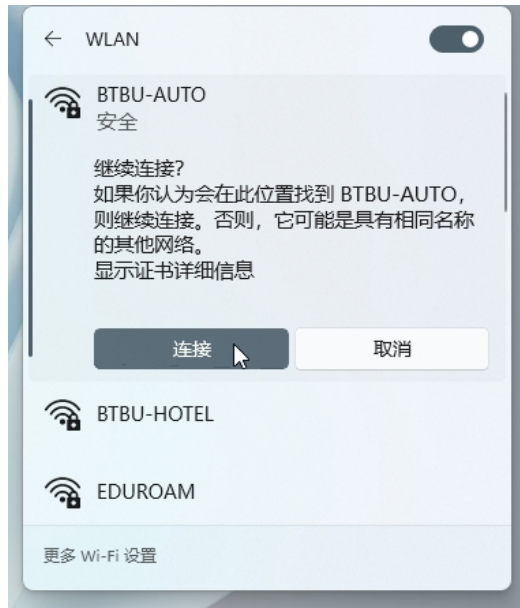 WLAN
BTBU-AUTO
安全
继续连接?
如果你认为会在此位置找到 BTBU-AUTO,
则继续连接。否则，它可能是具有相同名称
的其他网络。
显示证书详细信息
连接
取消
BTBU-HOTEL
EDUROAM
更多 Wi-Fi 设置